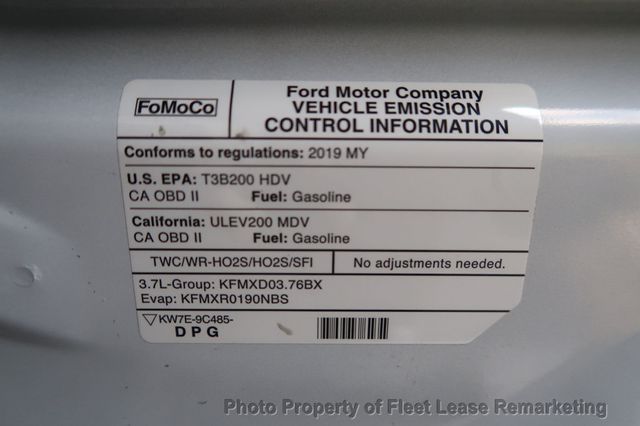 FoMoCo
Ford Motor Company
VEHICLE EMISSION
CONTROL INFORMATION
Conforms to regulations: 2019 MY
U.S. EPA: T3B200 HDV
CA OBD II Fuel: Gasoline
California: ULEV200 MDV
CA OBD II Fuel: Gasoline
TWC/WR-HO2S/HO2S/SFI No adjustments needed.
3.7L-Group: KFMXD03.76BX
Evap: KFMXR0190NBS
KW7E-9C485-
DPG
Photo Property of Fleet Lease Remarketing